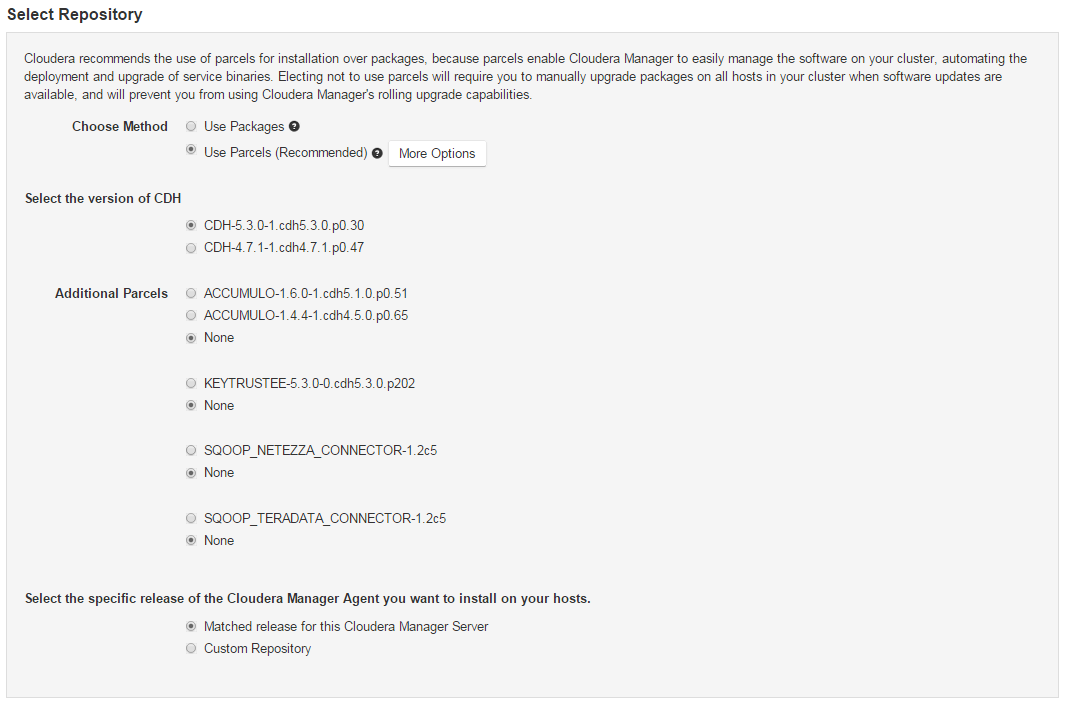 Select Repository
Cloudera recommends the use of parcels for installation over packages, because parcels enable Cloudera Manager to easily manage the software on your cluster, automating the
deployment and upgrade of service binaries. Electing not to use parcels will require you to manually upgrade packages on all hosts in your cluster when software updates are
available, and will prevent you from using Cloudera Manager's rolling upgrade capabilities.
Choose Method Use Packages ?
Use Parcels (Recommended) ? More Options
Select the version of CDH
CDH-5.3.0-1.cdh5.3.0.p0.30
CDH-4.7.1-1.cdh4.7.1.p0.47
Additional Parcels ACCUMULO-1.6.0-1.cdh5.1.0.p0.51
ACCUMULO-1.4.4-1.cdh4.5.0.p0.65
None
KEYTRUSTEE-5.3.0-0.cdh5.3.0.p202
None
SQOOP_NETEZZA_CONNECTOR-1.2c5
None
SQOOP_TERADATA_CONNECTOR-1.2c5
None
Select the specific release of the Cloudera Manager Agent you want to install on your hosts.
Matched release for this Cloudera Manager Server
Custom Repository